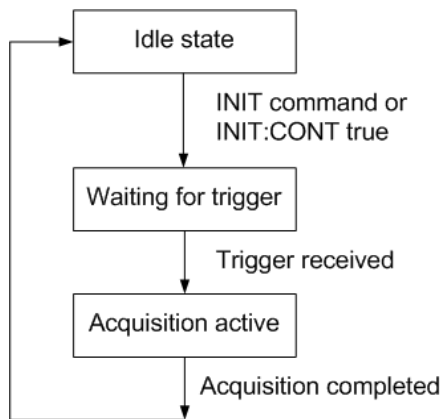 Idle state
INIT command or
INIT:CONT true
Waiting for trigger
Trigger received
Acquisition active
Acquisition completed